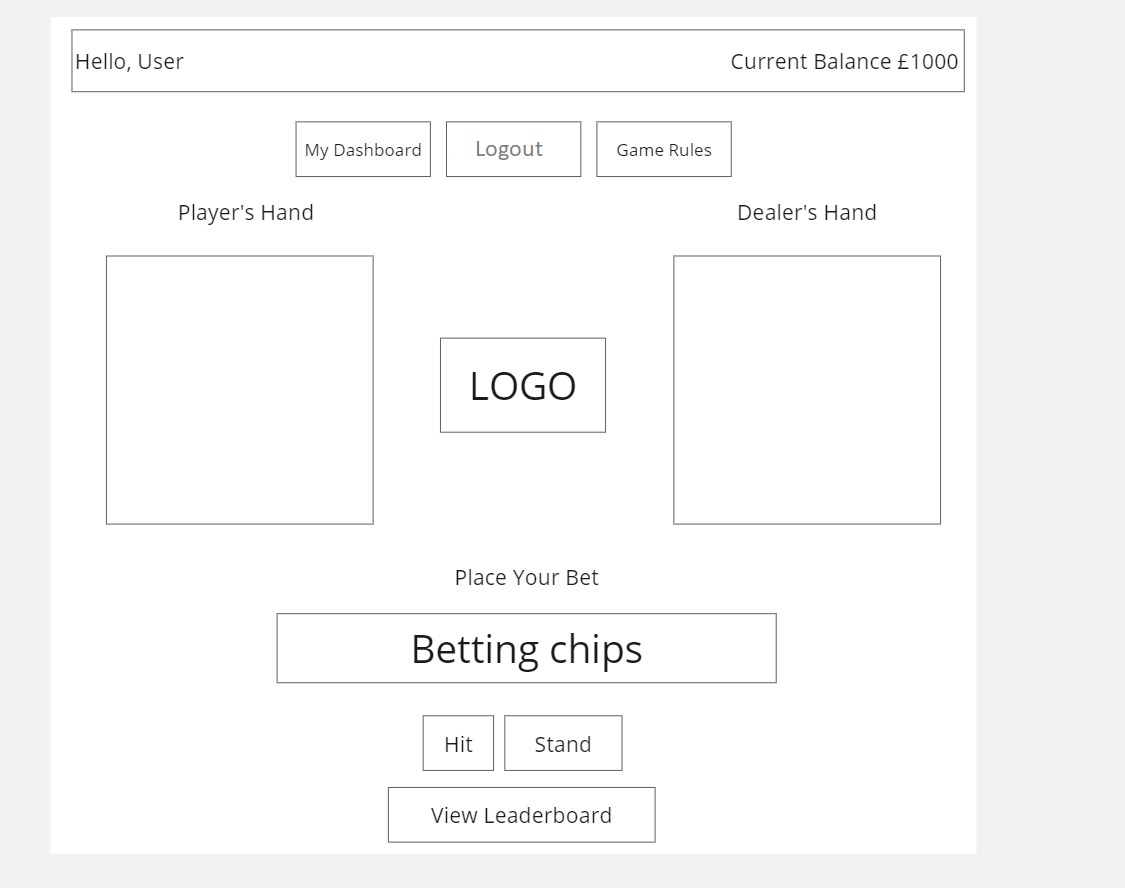 Hello, User
Current Balance £1000
My Dashboard
Logout
Game Rules
Player's Hand
Dealer's Hand
LOGO
Place Your Bet
Betting chips
Hit
Stand
View Leaderboard